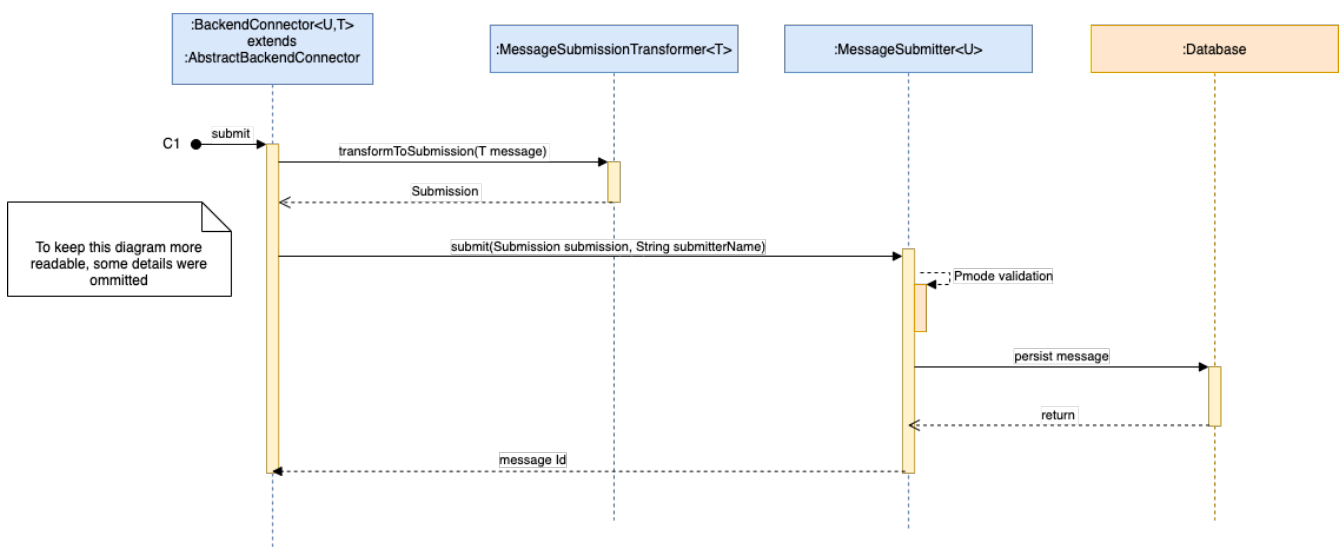 :BackendConnector<U,T>
extends
:AbstractBackendConnector
:MessageSubmissionTransformer<T>
:MessageSubmitter<U>
:Database
C1
submit
transformToSubmission(T message)
Submission
To keep this diagram more
readable, some details were
ommitted
submit(Submission submission, String submitterName)
Pmode validation
persist message
return
message Id